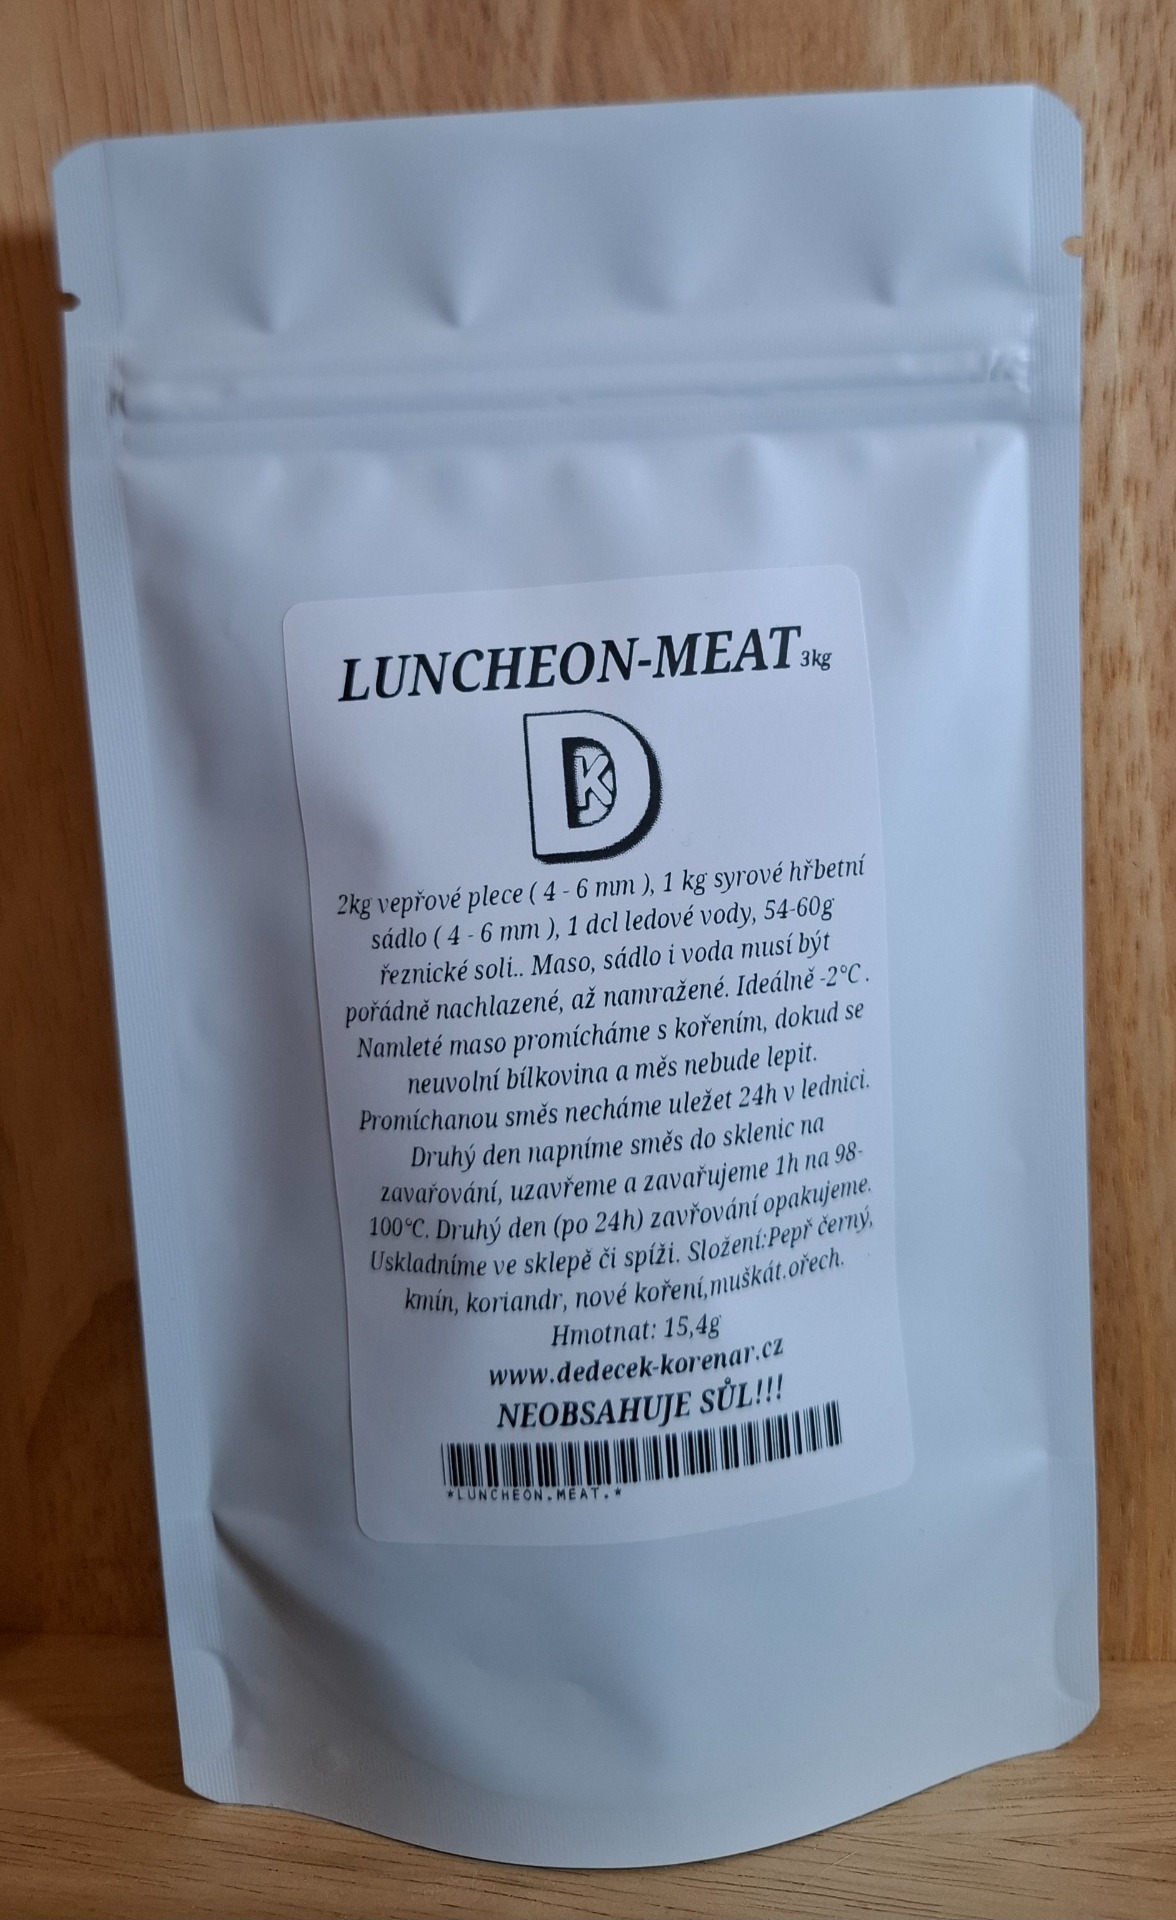 LUNCHEON-MEAT 3kg
DK
2kg vepřové plece ( 4 - 6 mm ), 1 kg syrové hřbetní
sádlo ( 4 - 6 mm ), 1 dcl ledové vody, 54-60g
řeznické soli.. Maso, sádlo i voda musí být
pořádně nachlazené, až namražené. Ideálně -2°C .
Namleté maso promícháme s kořením, dokud se
neuvolní bílkovina a měs nebude lepit.
Promíchanou směs necháme uležet 24h v lednici.
Druhý den napníme směs do sklenic na
zavařování, uzavřeme a zavařujeme 1h na 98-
100°C. Druhý den (po 24h) zavřování opakujeme.
Uskladníme ve sklepě či spíži. Složení:Pepř černý,
kmín, koriandr, nové koření,muškát.ořech.
Hmotnat: 15,4g
www.dedecek-korenar.cz
NEOBSAHUJE SŮL!!!
*LUNCHEON.MEAT.*